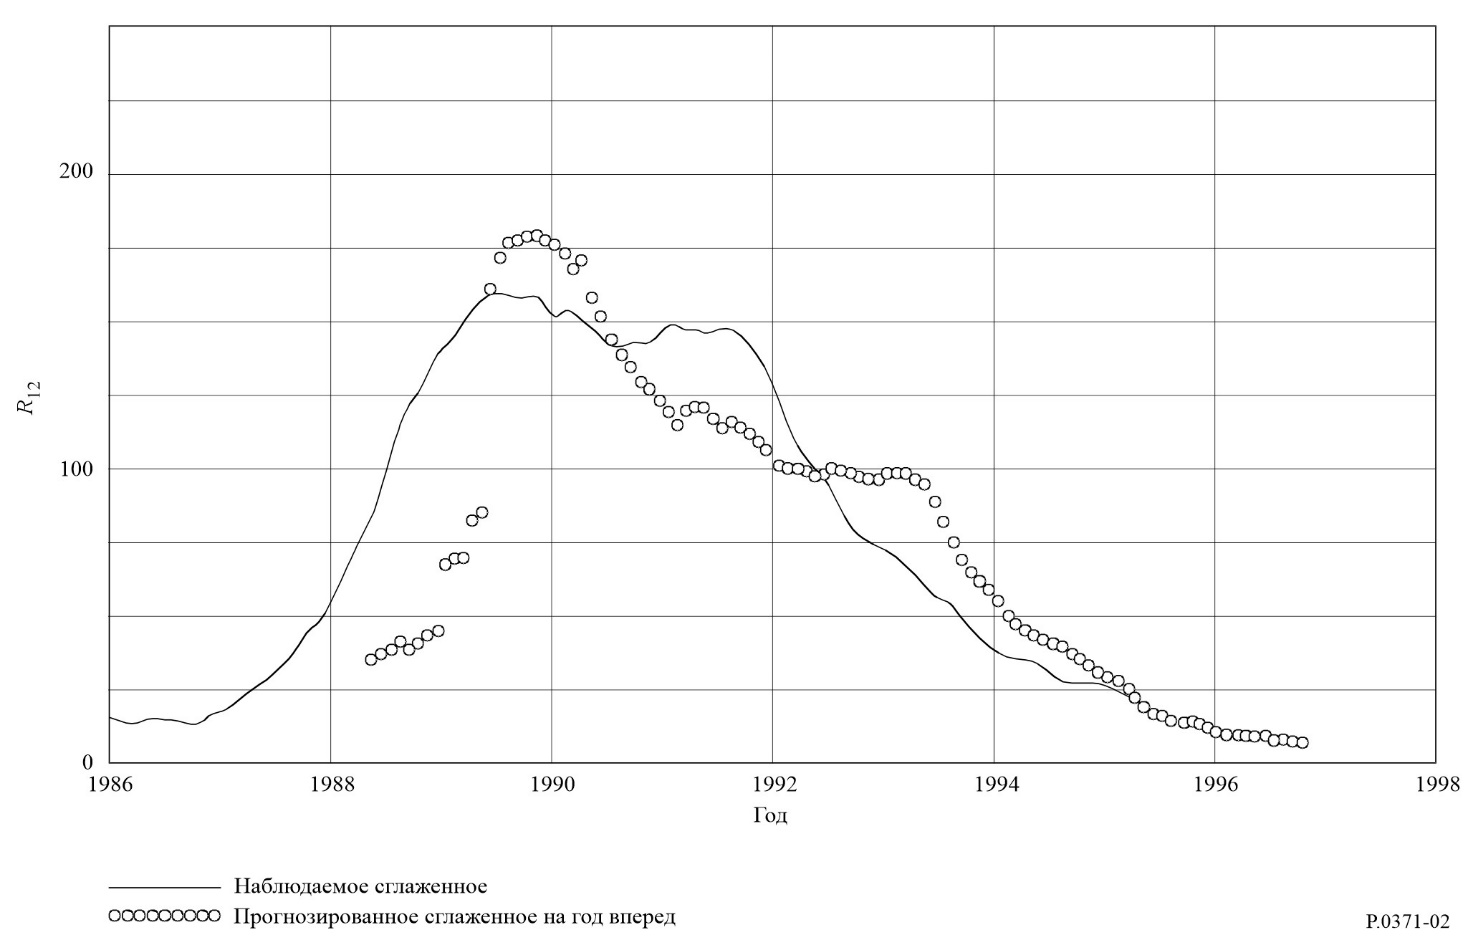 200
R12
100
0
1986 1988 1990 1992 1994 1996 1998
Год
Наблюдаемое сглаженное
Прогнозированное сглаженное на год вперед
P.0371-02